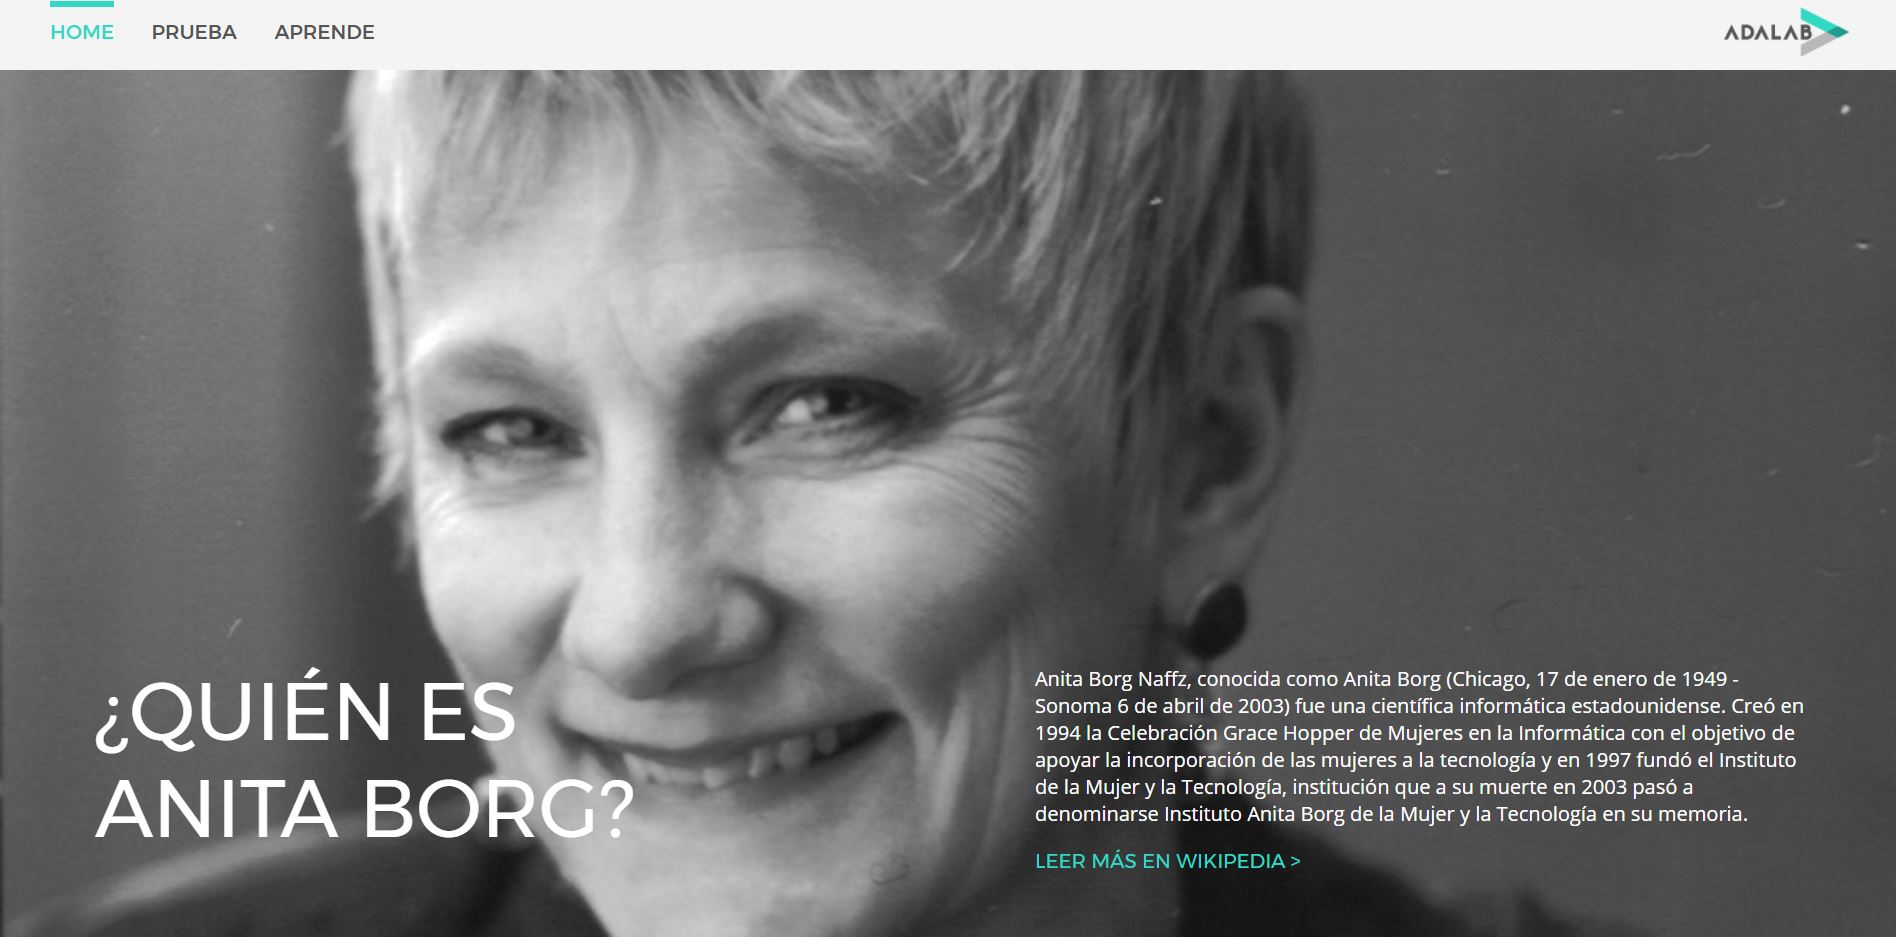 HOME PRUEBA APRENDE
ADALAB
¿QUIÉN ES
ANITA BORG?
Anita Borg Naffz, conocida como Anita Borg (Chicago, 17 de enero de 1949 -
Sonoma 6 de abril de 2003) fue una científica informática estadounidense. Creó en
1994 la Celebración Grace Hopper de Mujeres en la Informática con el objetivo de
apoyar la incorporación de las mujeres a la tecnología y en 1997 fundó el Instituto
de la Mujer y la Tecnología, institución que a su muerte en 2003 pasó a
denominarse Instituto Anita Borg de la Mujer y la Tecnología en su memoria.
LEER MÁS EN WIKIPEDIA >